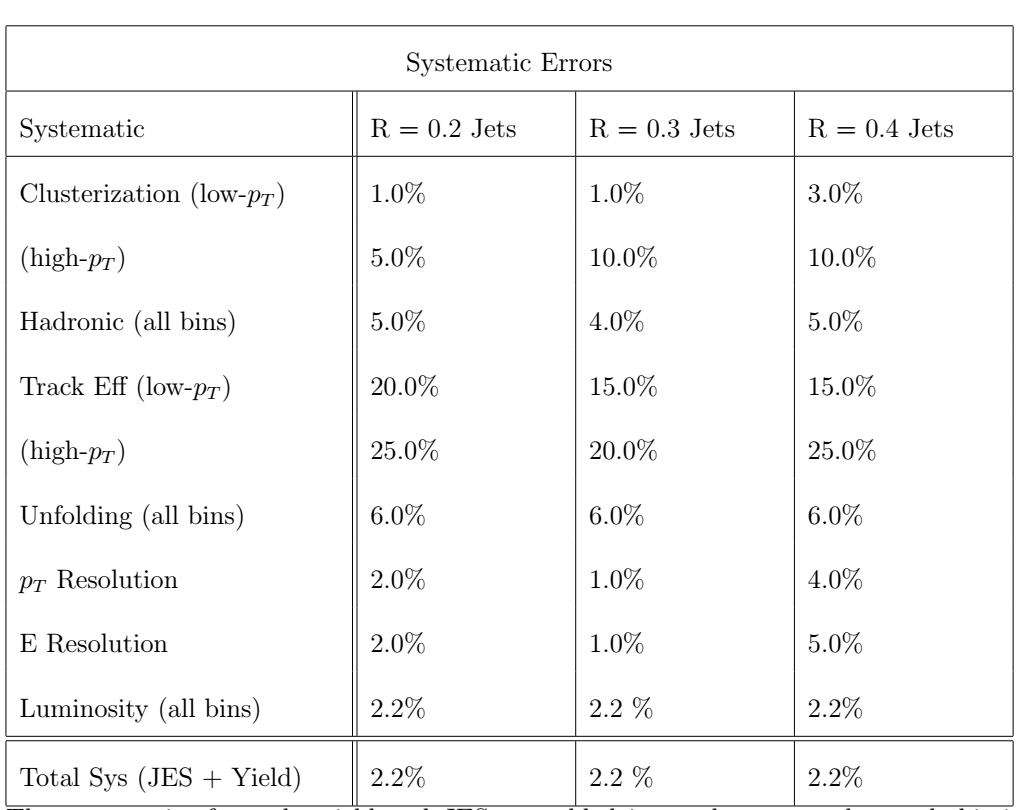 Systematic Errors
Systematic R = 0.2 Jets R = 0.3 Jets R = 0.4 Jets
Clusterization (low-p_T) 1.0% 1.0% 3.0%
(high-p_T) 5.0% 10.0% 10.0%
Hadronic (all bins) 5.0% 4.0% 5.0%
Track Eff (low-p_T) 20.0% 15.0% 15.0%
(high-p_T) 25.0% 20.0% 25.0%
Unfolding (all bins) 6.0% 6.0% 6.0%
p_T Resolution 2.0% 1.0% 4.0%
E Resolution 2.0% 1.0% 5.0%
Luminosity (all bins) 2.2% 2.2 % 2.2%
Total Sys (JES + Yield) 2.2% 2.2 % 2.2%